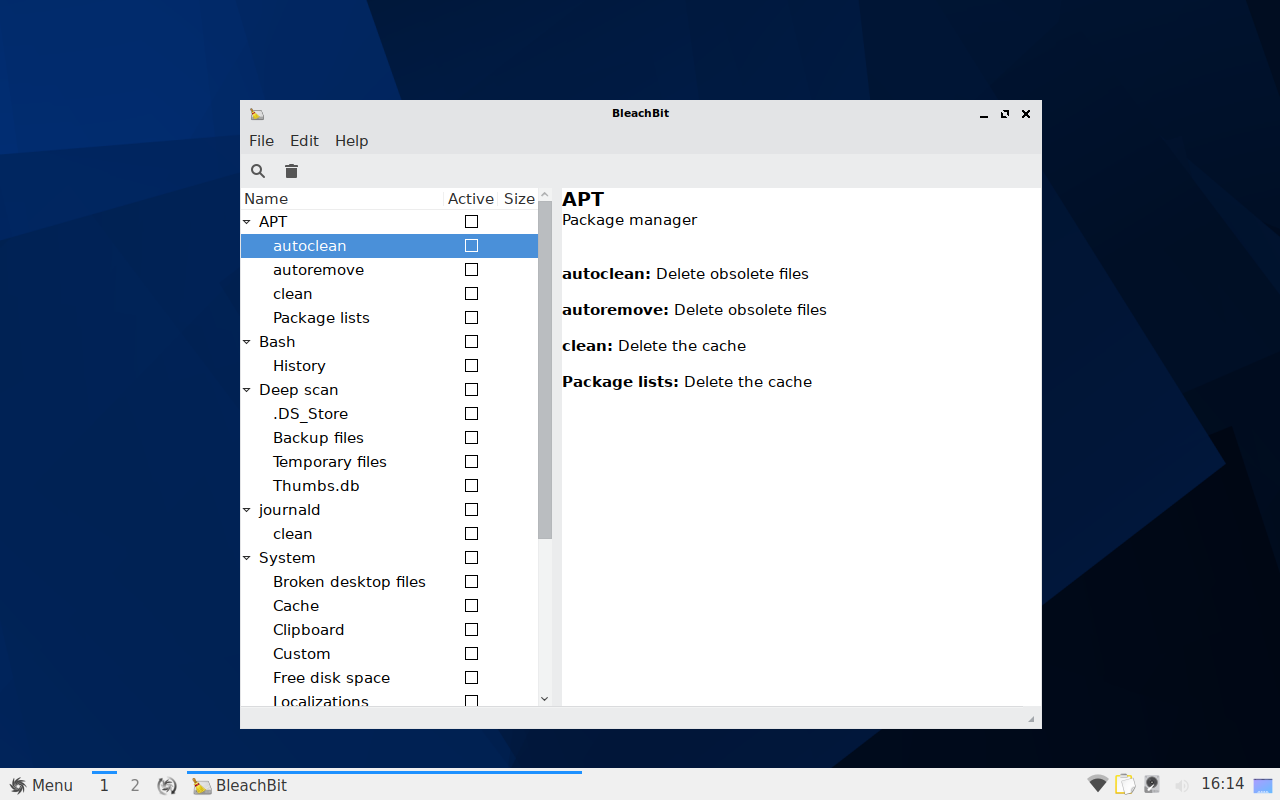 BleachBit
File Edit Help
Name Active Size
APT
autoclean
autoremove
clean
Package lists
Bash
History
Deep scan
.DS_Store
Backup files
Temporary files
Thumbs.db
journald
clean
System
Broken desktop files
Cache
Clipboard
Custom
Free disk space
Localizations
APT
Package manager
autoclean: Delete obsolete files
autoremove: Delete obsolete files
clean: Delete the cache
Package lists: Delete the cache
Menu 1 2 BleachBit 16:14